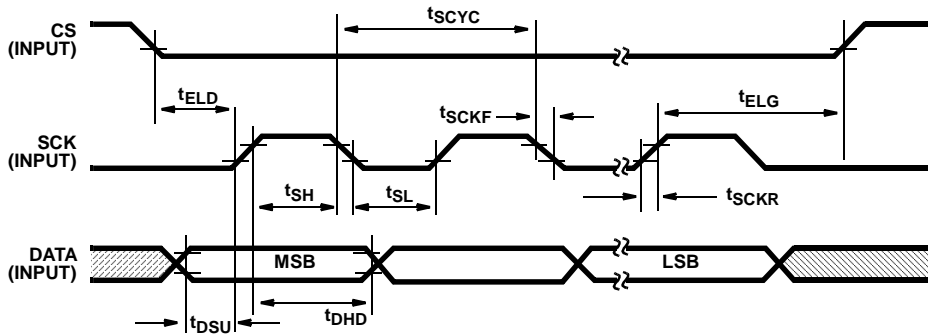 CS
(INPUT)
tSCYC
tELD
tSCKF
tELG
SCK
(INPUT)
tSH
tSL
tSCKR
DATA
(INPUT)
MSB
LSB
tDSU
tDHD